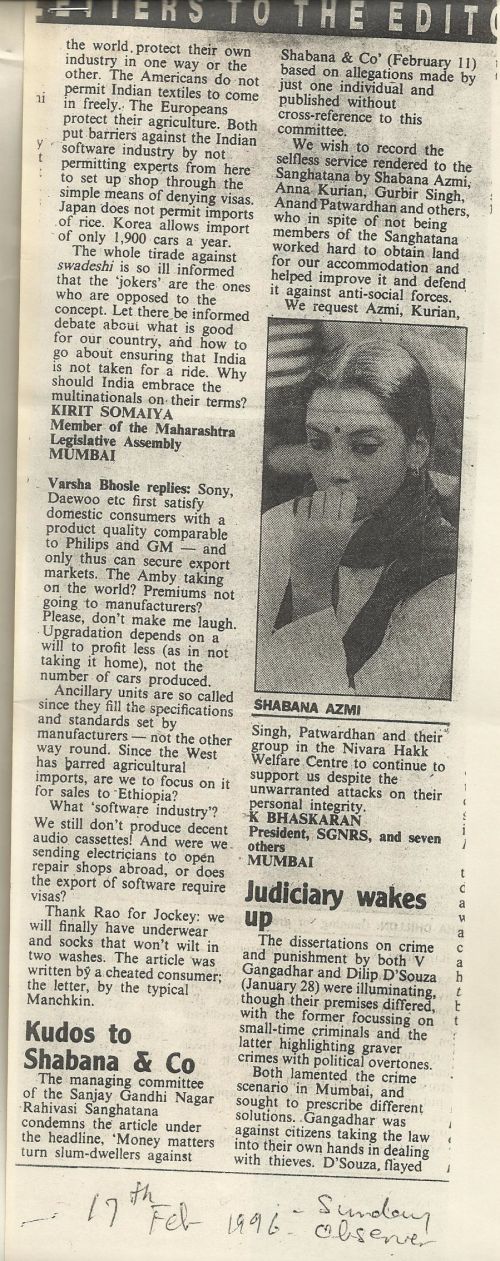 LETTERS TO THE EDITO
the world protect their own
industry in one way or the
other. The Americans do not
permit Indian textiles to come
in freely. The Europeans
protect their agriculture. Both
put barriers against the Indian
software industry by not
permitting experts from here
to set up shop through the
simple means of denying visas.
Japan does not permit imports
of rice. Korea allows import
of only 1,900 cars a year.
The whole tirade against
swadeshi is so ill informed
that the ‘jokers’ are the ones
who are opposed to the
concept. Let there be informed
debate about what is good
for our country, and how to
go about ensuring that India
is not taken for a ride. Why
should India embrace the
multinationals on their terms?
KIRIT SOMAIYA
Member of the Maharashtra
Legislative Assembly
MUMBAI
Varsha Bhosle replies: Sony,
Daewoo etc first satisfy
domestic consumers with a
product quality comparable
to Philips and GM — and
only thus can secure export
markets. The Amby taking
on the world? Premiums not
going to manufacturers?
Please, don't make me laugh.
Upgradation depends on a
will to profit less (as in not
taking it home), not the
number of cars produced.
Ancillary units are so called
since they fill the specifications
and standards set by
manufacturers — not the other
way round. Since the West
has barred agricultural
imports, are we to focus on it
for sales to Ethiopia?
What ‘software industry’?
We still don't produce decent
audio cassettes! And were we
sending electricians to open
repair shops abroad, or does
the export of software require
visas?
Thank Rao for Jockey: we
will finally have underwear
and socks that won't wilt in
two washes. The article was
written by a cheated consumer;
the letter, by the typical
Manchkin.
Kudos to
Shabana & Co
The managing committee
of the Sanjay Gandhi Nagar
Rahivasi Sanghatana
condemns the article under
the headline, ‘Money matters
turn slum-dwellers against
Shabana & Co’ (February 11)
based on allegations made by
just one individual and
published without
cross-reference to this
committee.
We wish to record the
selfless service rendered to the
Sanghatana by Shabana Azmi,
Anna Kurian, Gurbir Singh,
Anand Patwardhan and others,
who in spite of not being
members of the Sanghatana
worked hard to obtain land
for our accommodation and
helped improve it and defend
it against anti-social forces.
We request Azmi, Kurian,
SHABANA AZMI
Singh, Patwardhan and their
group in the Nivara Hakk
Welfare Centre to continue to
support us despite the
unwarranted attacks on their
personal integrity.
K BHASKARAN
President, SGNRS, and seven
others
MUMBAI
Judiciary wakes
up
The dissertations on crime
and punishment by both V
Gangadhar and Dilip D'Souza
(January 28) were illuminating,
though their premises differed,
with the former focussing on
small-time criminals and the
latter highlighting graver
crimes with political overtones.
Both lamented the crime
scenario in Mumbai, and
sought to prescribe different
solutions. Gangadhar was
against citizens taking the law
into their own hands in dealing
with thieves. D'Souza, flayed
17th Feb 1996 - Sunday
Observer